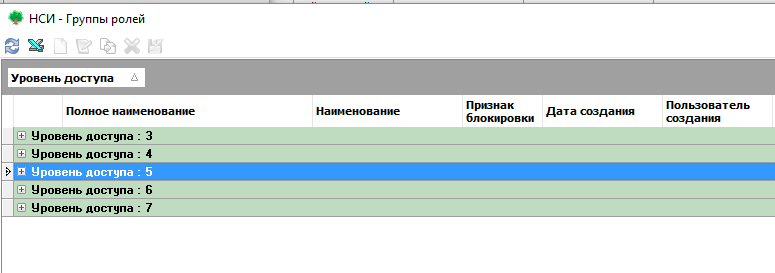 НСИ - Группы ролей
Уровень доступа
Полное наименование Наименование Признак блокировки Дата создания Пользователь создания
Уровень доступа : 3
Уровень доступа : 4
Уровень доступа : 5
Уровень доступа : 6
Уровень доступа : 7